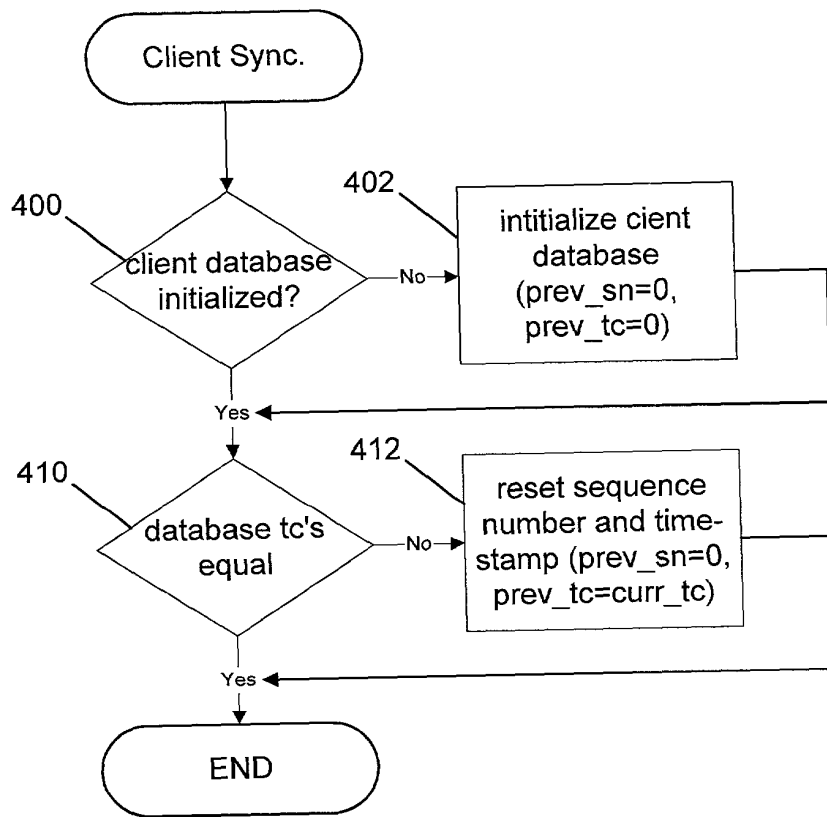 Client Sync.
400
client database
initialized?
No
402
intitialize cient
database
(prev_sn=0,
prev_tc=0)
Yes
410
database tc's
equal
No
412
reset sequence
number and time-
stamp (prev_sn=0,
prev_tc=curr_tc)
Yes
END